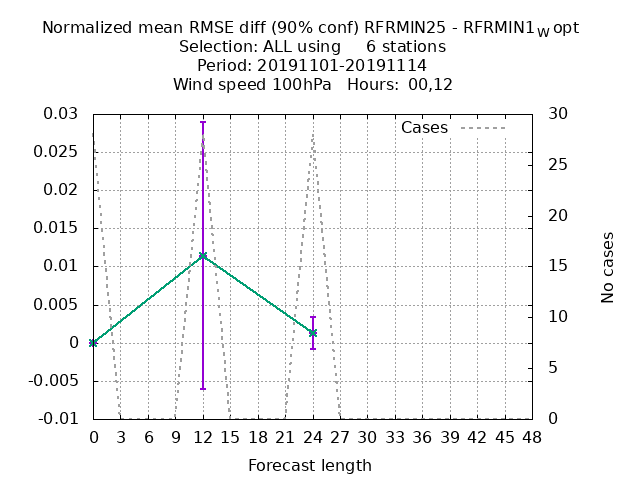 Normalized mean RMSE diff (90% conf) RFRMIN25 - RFRMIN1w opt
Selection: ALL using 6 stations
Period: 20191101-20191114
Wind speed 100hPa Hours: 00,12
Cases
0.03
0.025
0.02
0.015
0.01
0.005
0
-0.005
-0.01
30
25
20
15
10
5
0
No cases
0 3 6 9 12 15 18 21 24 27 30 33 36 39 42 45 48
Forecast length